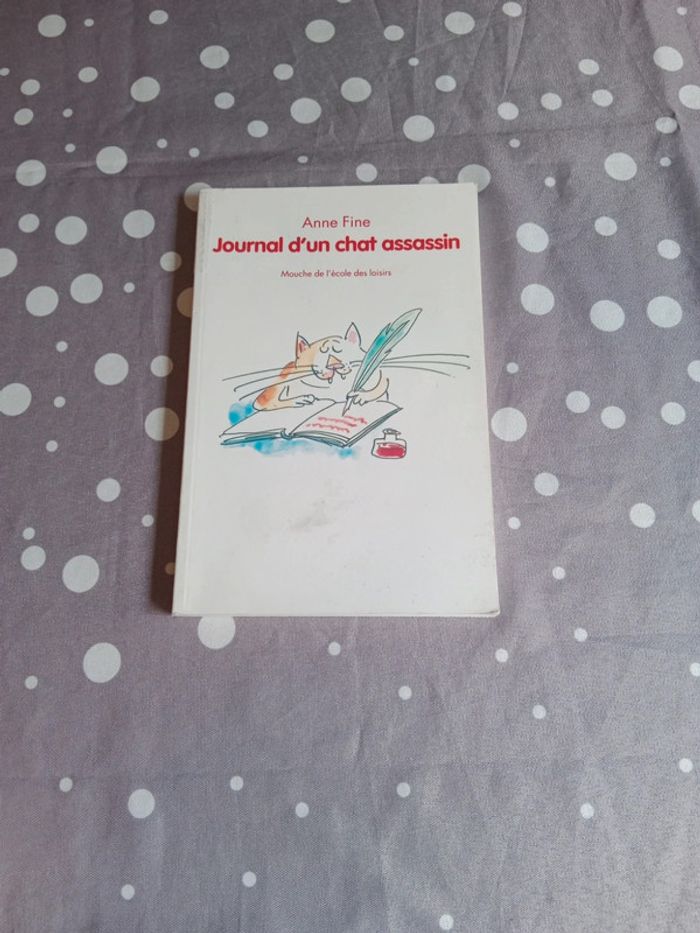 Anne Fine
Journal d'un chat assassin
Mouche de l'école des loisirs